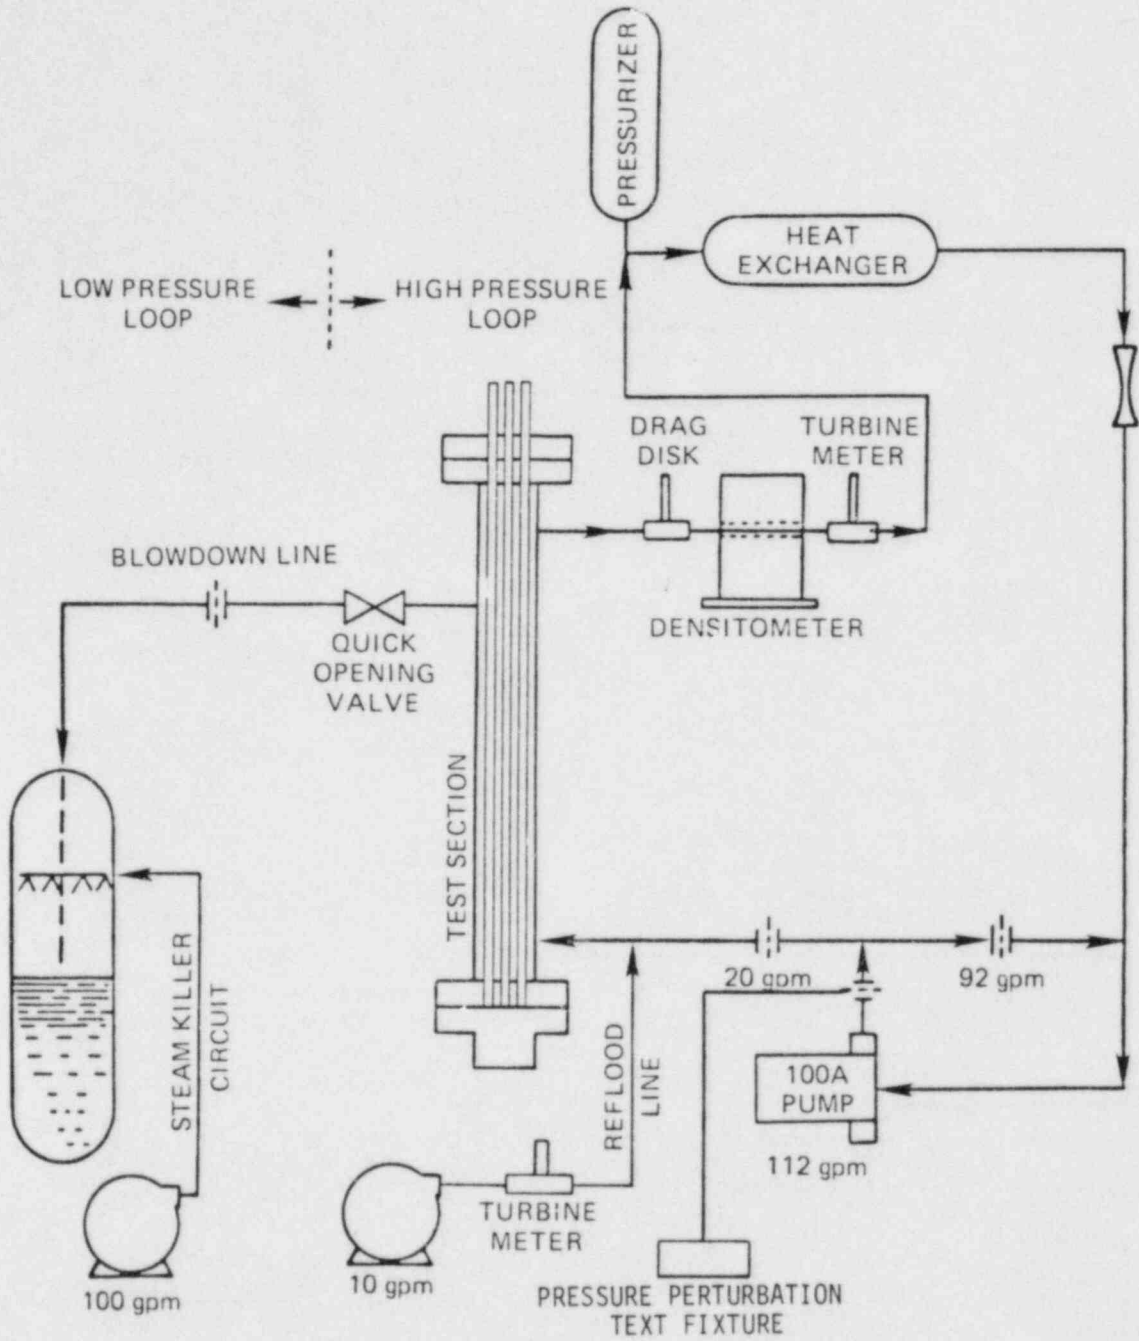 PRESSURIZER
HEAT
EXCHANGER
LOW PRESSURE
LOOP
HIGH PRESSURE
LOOP
DRAG
DISK
TURBINE
METER
BLOWDOWN LINE
DENSITOMETER
QUICK
OPENING
VALVE
TEST SECTION
STEAM KILLER
CIRCUIT
20 gpm
92 gpm
REFLOOD
LINE
100A
PUMP
112 gpm
TURBINE
METER
100 gpm
10 gpm
PRESSURE PERTURBATION
TEXT FIXTURE